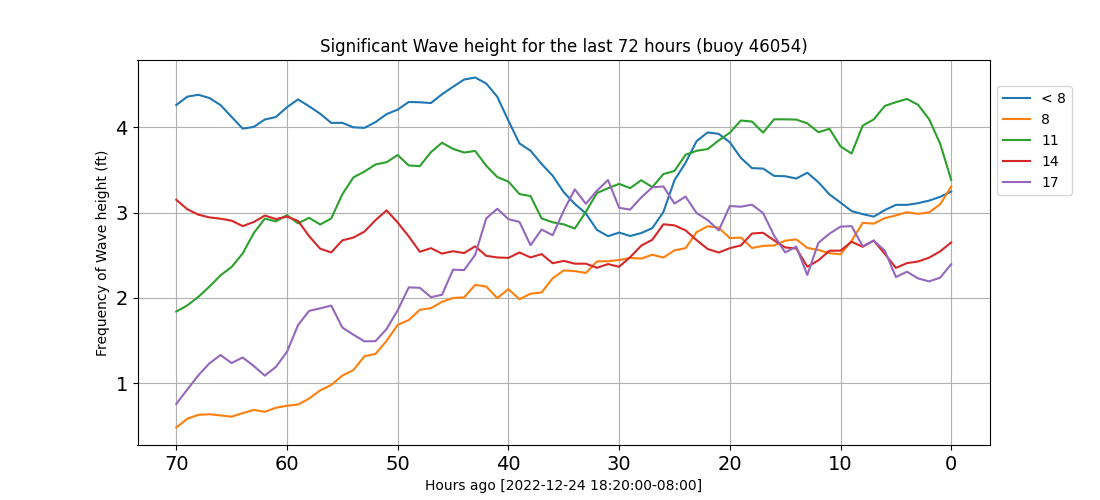 Significant Wave height for the last 72 hours (buoy 46054)
< 8
8
11
14
17
Frequency of Wave height (ft)
4
3
2
1
70 60 50 40 30 20 10 0
Hours ago [2022-12-24 18:20:00-08:00]